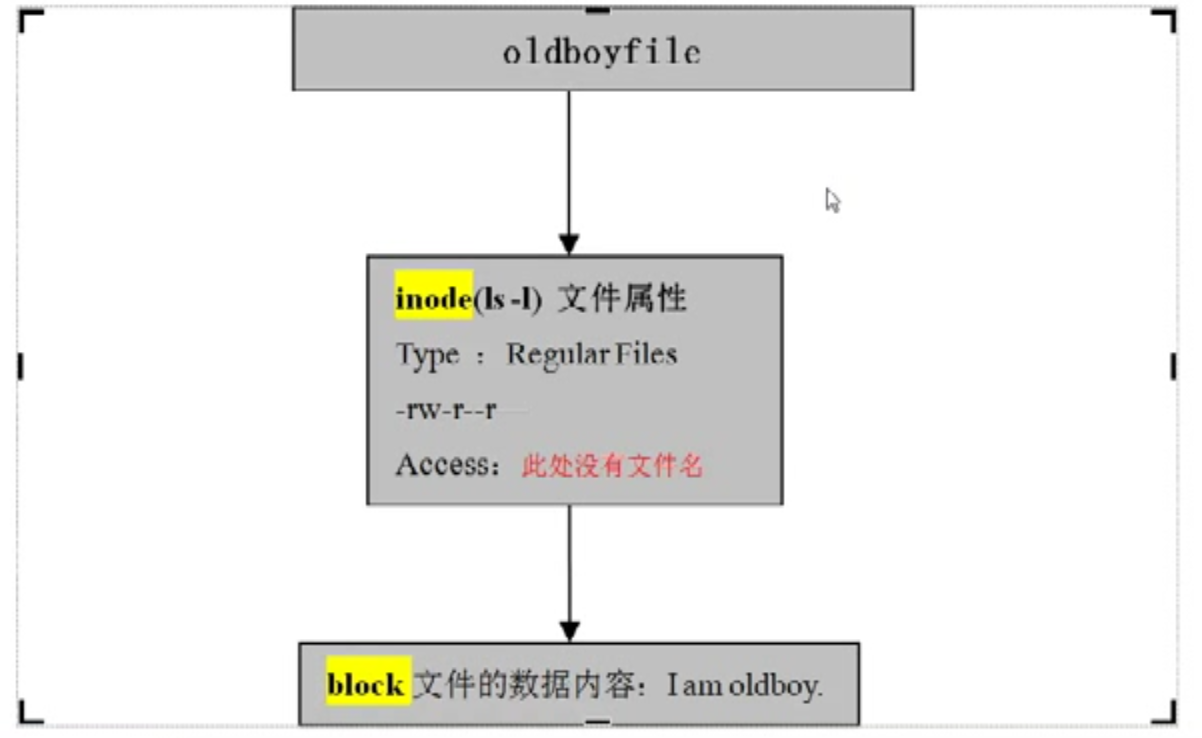 oldboyfile
inode(ls -l) 文件属性
Type ： Regular Files
-rw-r--r—
Access：此处没有文件名
block 文件的数据内容：I am oldboy.